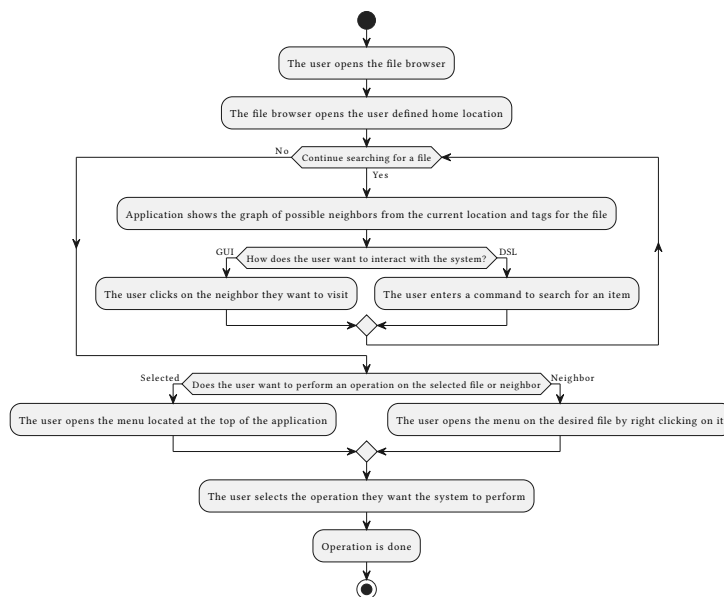 The user opens the file browser
The file browser opens the user defined home location
No
Continue searching for a file
Yes
Application shows the graph of possible neighbors from the current location and tags for the file
GUI
How does the user want to interact with the system?
DSL
The user clicks on the neighbor they want to visit
The user enters a command to search for an item
Selected
Does the user want to perform an operation on the selected file or neighbor
Neighbor
The user opens the menu located at the top of the application
The user opens the menu on the desired file by right clicking on it
The user selects the operation they want the system to perform
Operation is done